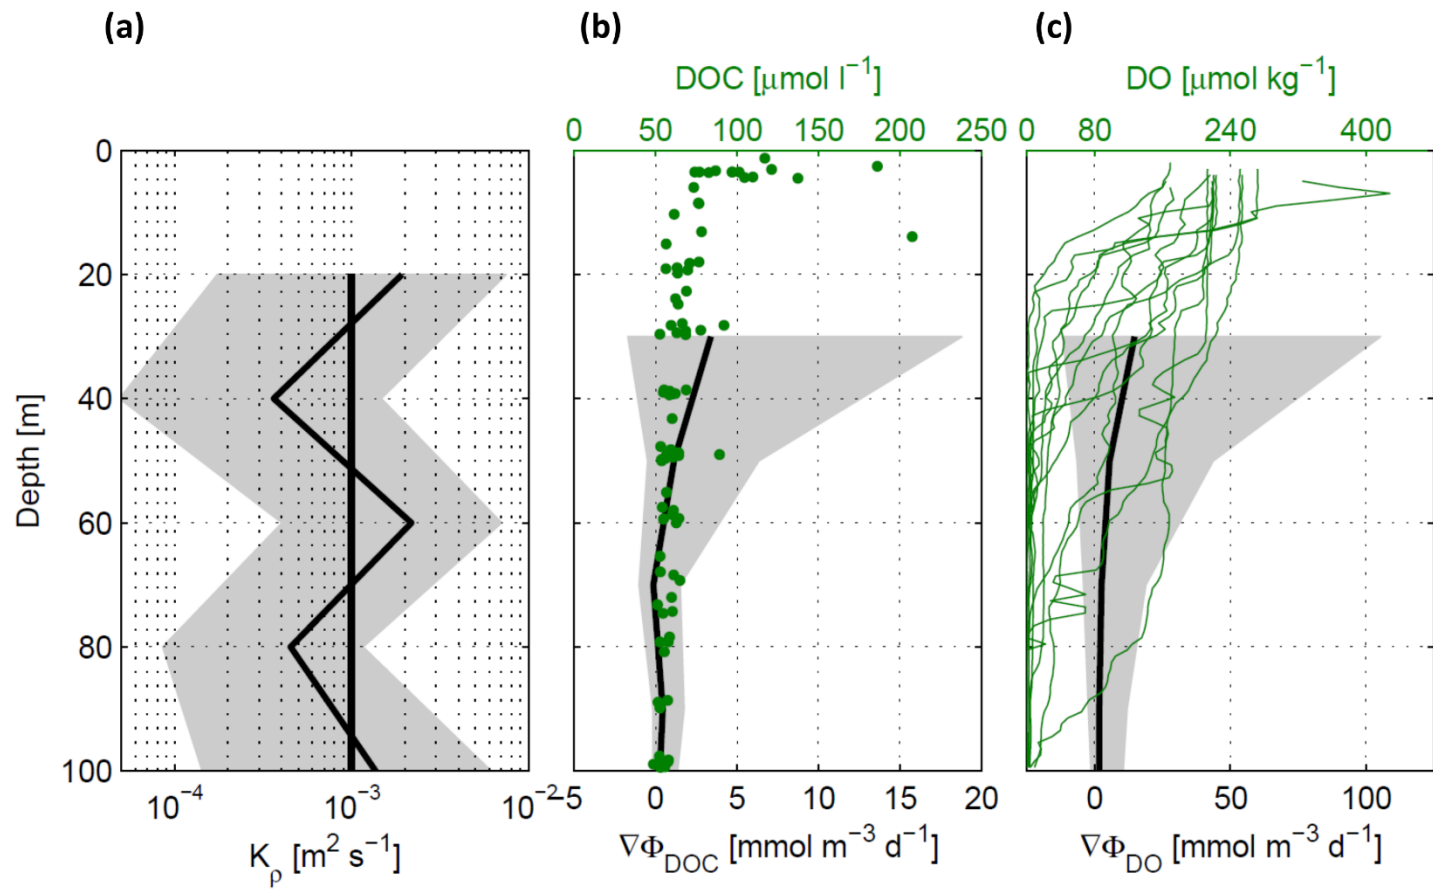 (a) (b) (c)
DOC [μmol l⁻¹] DO [μmol kg⁻¹]
0 50 100 150 200 250 0 80 240 400
0
20
40
60
80
100
Depth [m]
10⁻⁴ 10⁻³ 10⁻² -5 0 5 10 15 20 0 50 100
Kρ [m² s⁻¹] ∇Φ_DOC [mmol m⁻³ d⁻¹] ∇Φ_DO [mmol m⁻³ d⁻¹]